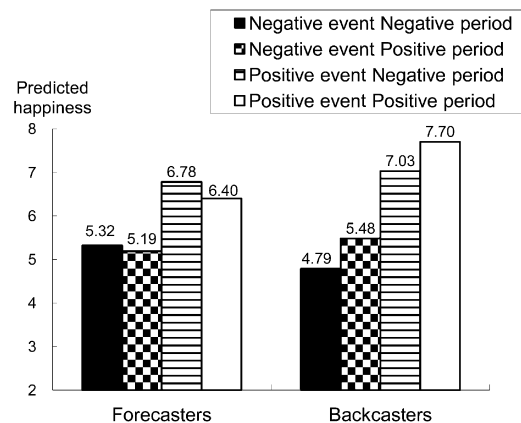 Negative event Negative period
Negative event Positive period
Positive event Negative period
Positive event Positive period
Predicted
happiness
8
7
6
5
4
3
2
5.32
5.19
6.78
6.40
4.79
5.48
7.03
7.70
Forecasters
Backcasters